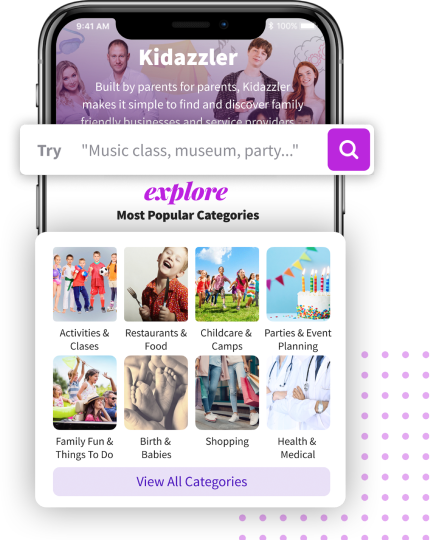 9:41 AM
100%
Kidazzler
Built by parents for parents, Kidazzler
makes it simple to find and discover family
friendly businesses and service providers
Try "Music class, museum, party..."
explore
Most Popular Categories
Activities &
Clases
Restaurants &
Food
Childcare &
Camps
Parties & Event
Planning
Family Fun &
Things To Do
Birth &
Babies
Shopping
Health &
Medical
View All Categories